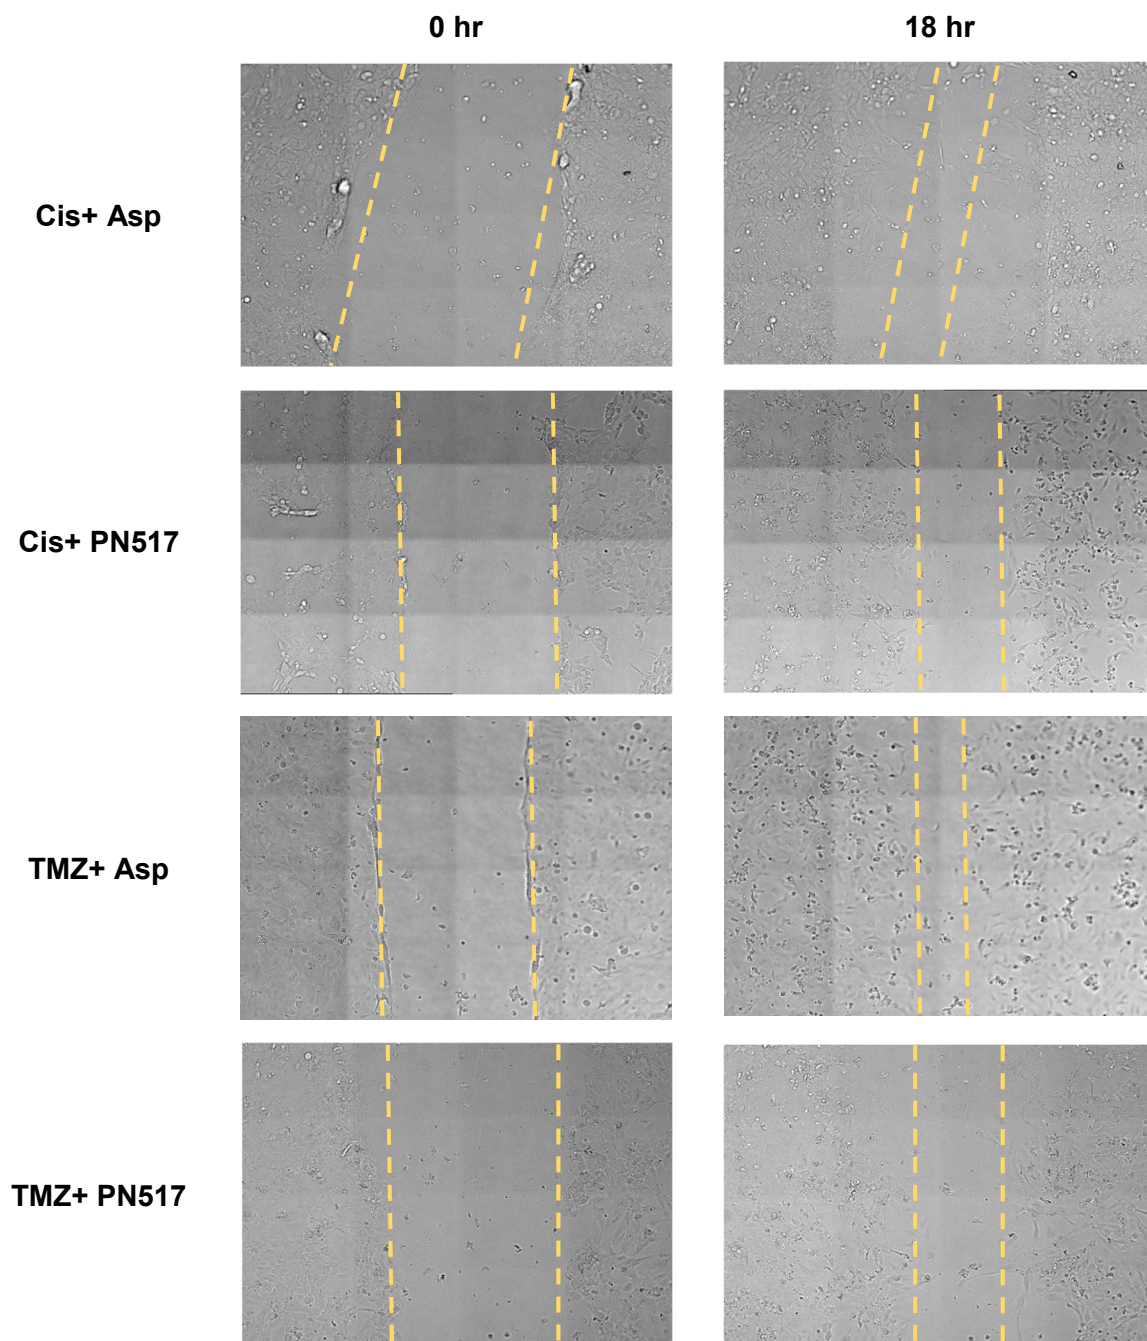 0 hr
18 hr
Cis+ Asp
Cis+ PN517
TMZ+ Asp
TMZ+ PN517